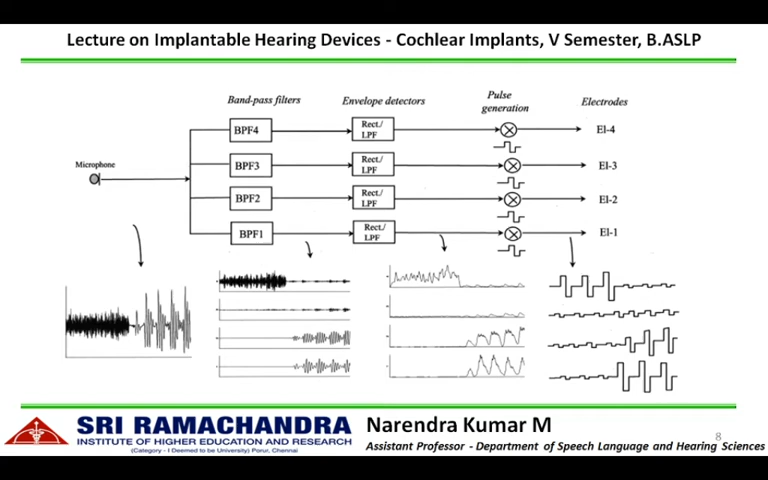 Lecture on Implantable Hearing Devices - Cochlear Implants, V Semester, B.ASLP
Band-pass filters
Envelope detectors
Pulse
generation
Electrodes
Microphone
BPF4
Rect./
LPF
El-4
BPF3
Rect./
LPF
El-3
BPF2
Rect./
LPF
El-2
BPF1
Rect./
LPF
El-1
SRI RAMACHANDRA
INSTITUTE OF HIGHER EDUCATION AND RESEARCH
(Category - I Deemed to be University) Porur, Chennai
Narendra Kumar M
Assistant Professor - Department of Speech Language and Hearing Sciences
8